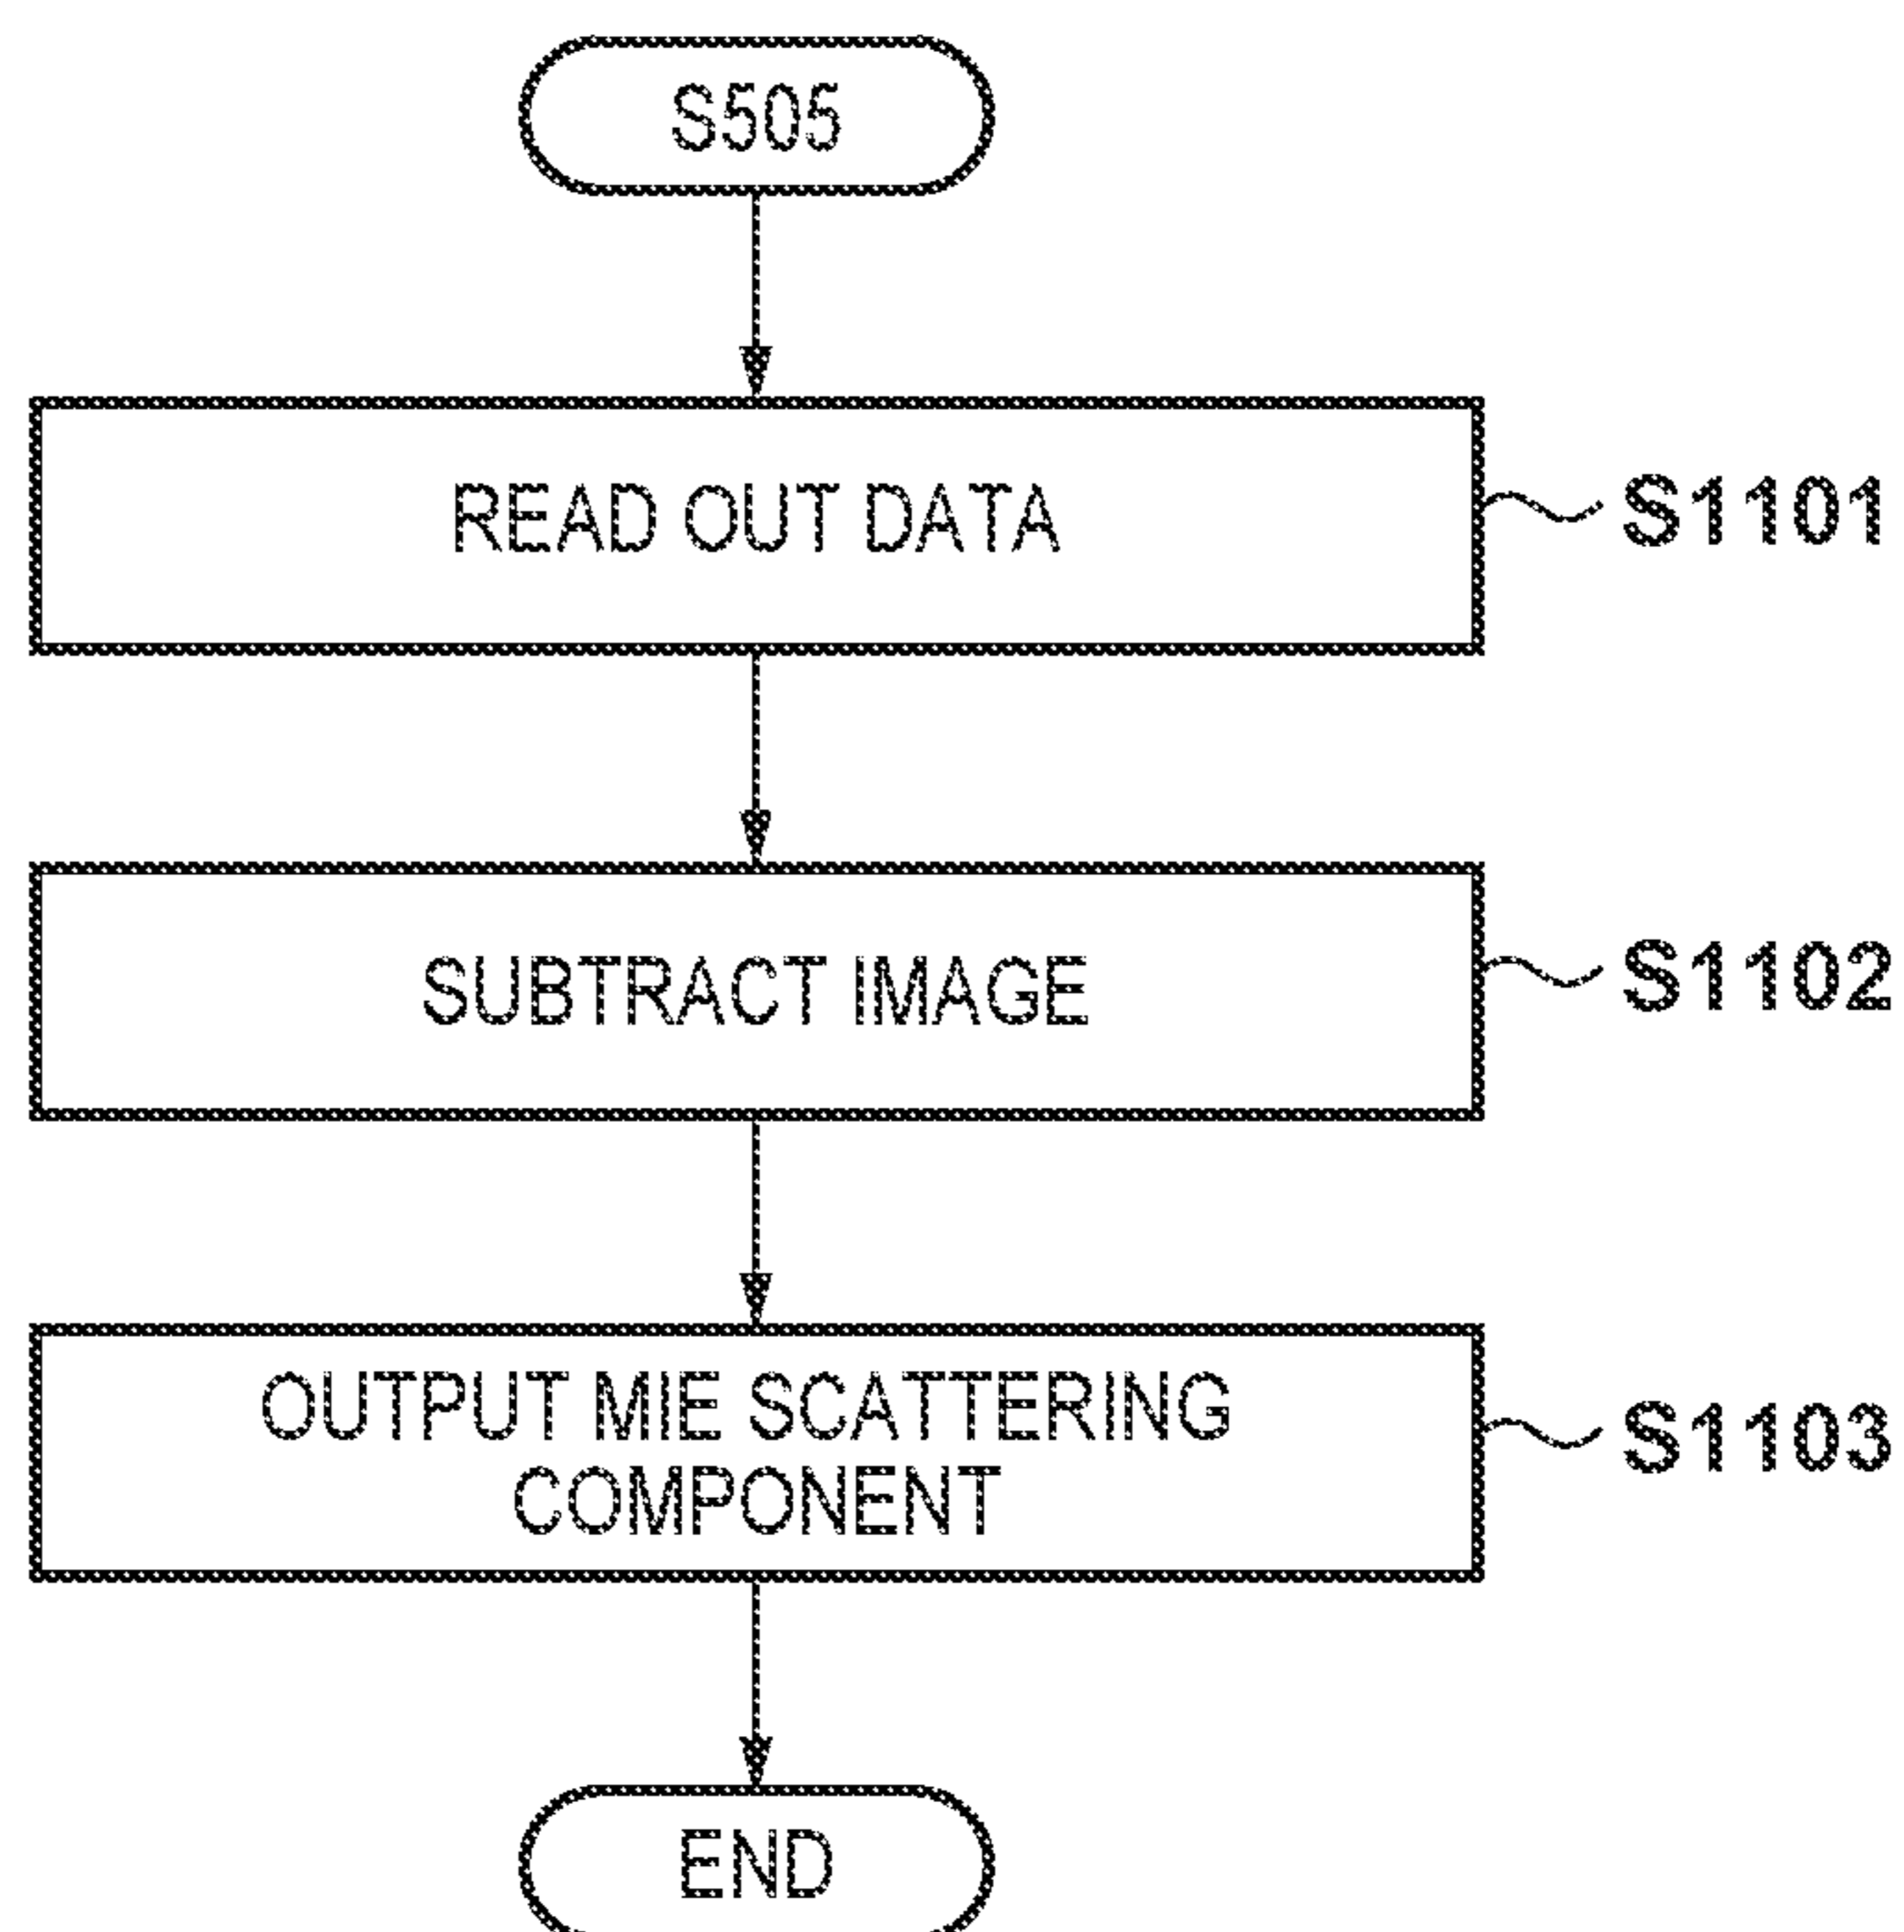 S505
READ OUT DATA
S1101
SUBTRACT IMAGE
S1102
OUTPUT MIE SCATTERING
COMPONENT
S1103
END